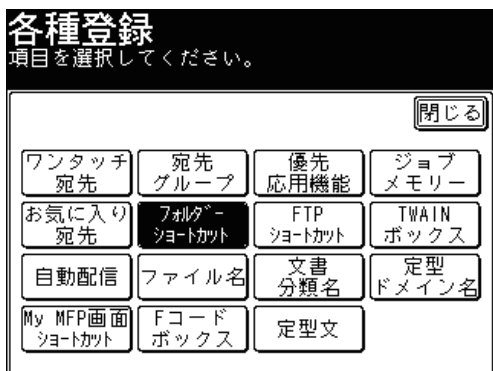 各種登録
項目を選択してください。
閉じる
ワンタッチ
宛先
宛先
グループ
優先
応用機能
ジョブ
メモリー
お気に入り
宛先
フォルダー
ショートカット
FTP
ショートカット
TWAIN
ボックス
自動配信
ファイル名
文書
分類名
定型
ドメイン名
My MFP画面
ショートカット
Fコード
ボックス
定型文